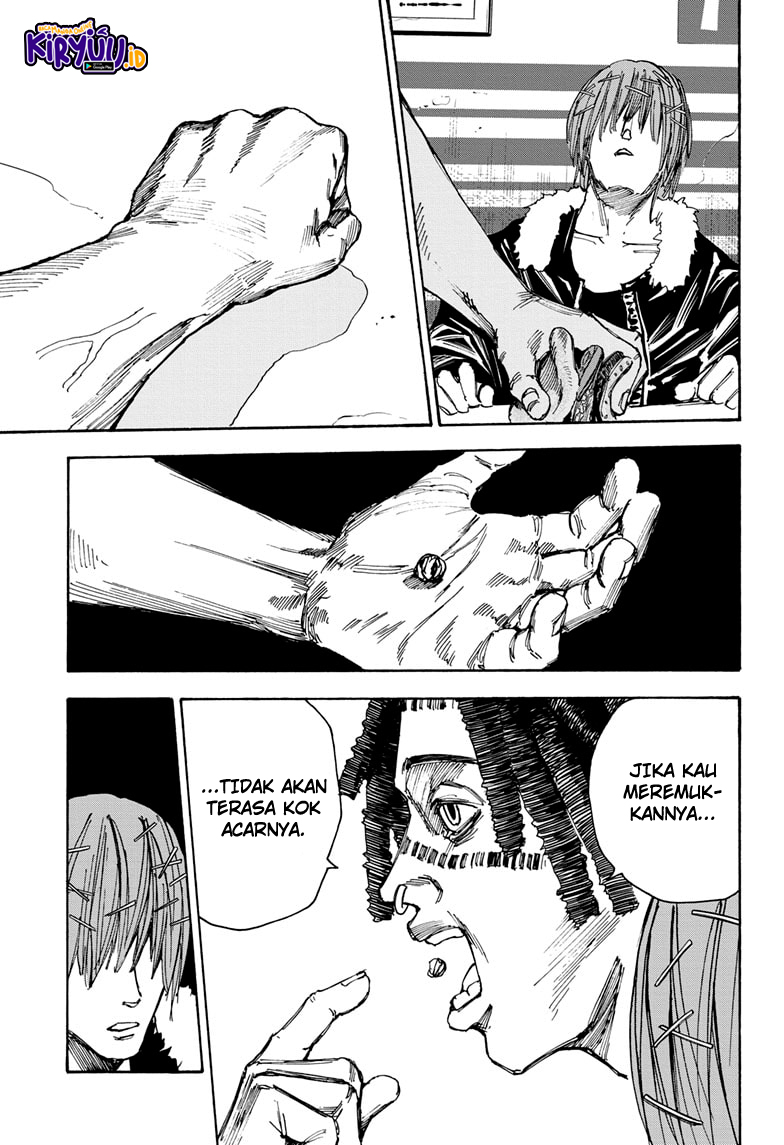 KIRYUU.ID
JIKA KAU
MEREMUK-
KANNYA...
...TIDAK AKAN
TERASA KOK
ACARNYA.